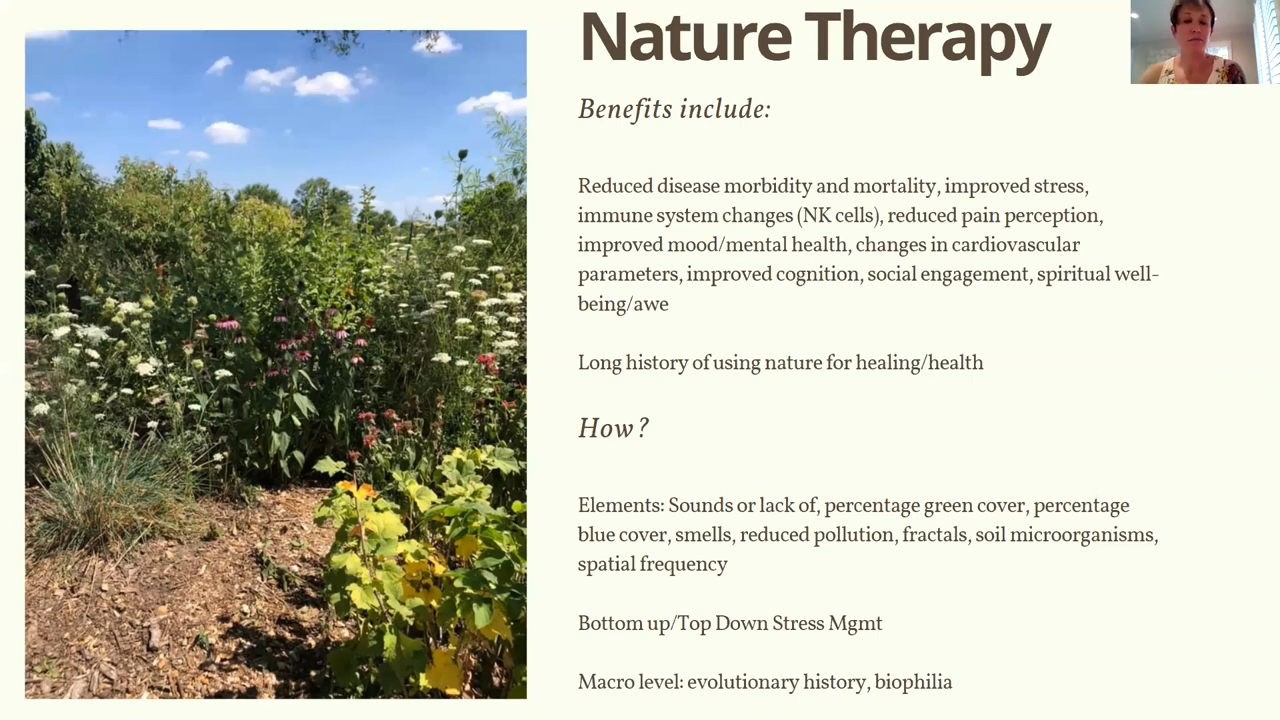 Nature Therapy
Benefits include:
Reduced disease morbidity and mortality, improved stress,
immune system changes (NK cells), reduced pain perception,
improved mood/mental health, changes in cardiovascular
parameters, improved cognition, social engagement, spiritual well-
being/awe
Long history of using nature for healing/health
How?
Elements: Sounds or lack of, percentage green cover, percentage
blue cover, smells, reduced pollution, fractals, soil microorganisms,
spatial frequency
Bottom up/Top Down Stress Mgmt
Macro level: evolutionary history, biophilia